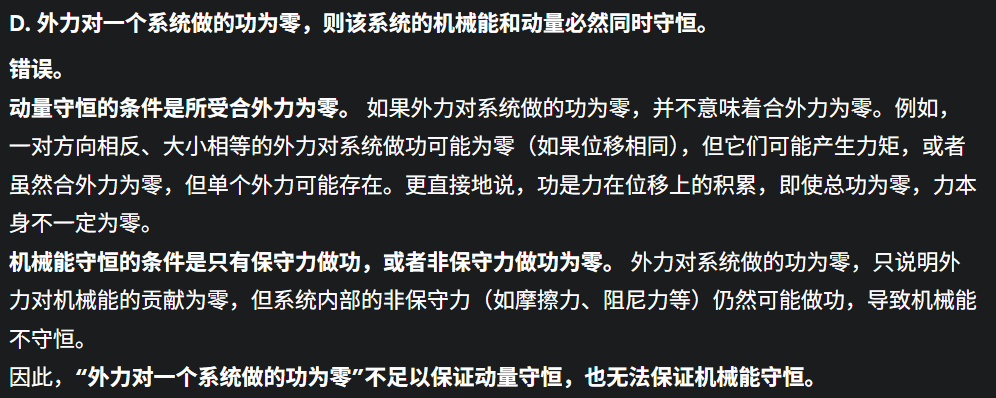 D. 外力对一个系统做的功为零，则该系统的机械能和动量必然同时守恒。
错误。
动量守恒的条件是所受合外力为零。 如果外力对系统做的功为零，并不意味着合外力为零。例如，
一对方向相反、大小相等的外力对系统做功可能为零（如果位移相同），但它们可能产生力矩，或者
虽然合外力为零，但单个外力可能存在。更直接地说，功是力在位移上的积累，即使总功为零，力本
身不一定为零。
机械能守恒的条件是只有保守力做功，或者非保守力做功为零。 外力对系统做的功为零，只说明外
力对机械能的贡献为零，但系统内部的非保守力（如摩擦力、阻尼力等）仍然可能做功，导致机械能
不守恒。
因此，“外力对一个系统做的功为零”不足以保证动量守恒，也无法保证机械能守恒。